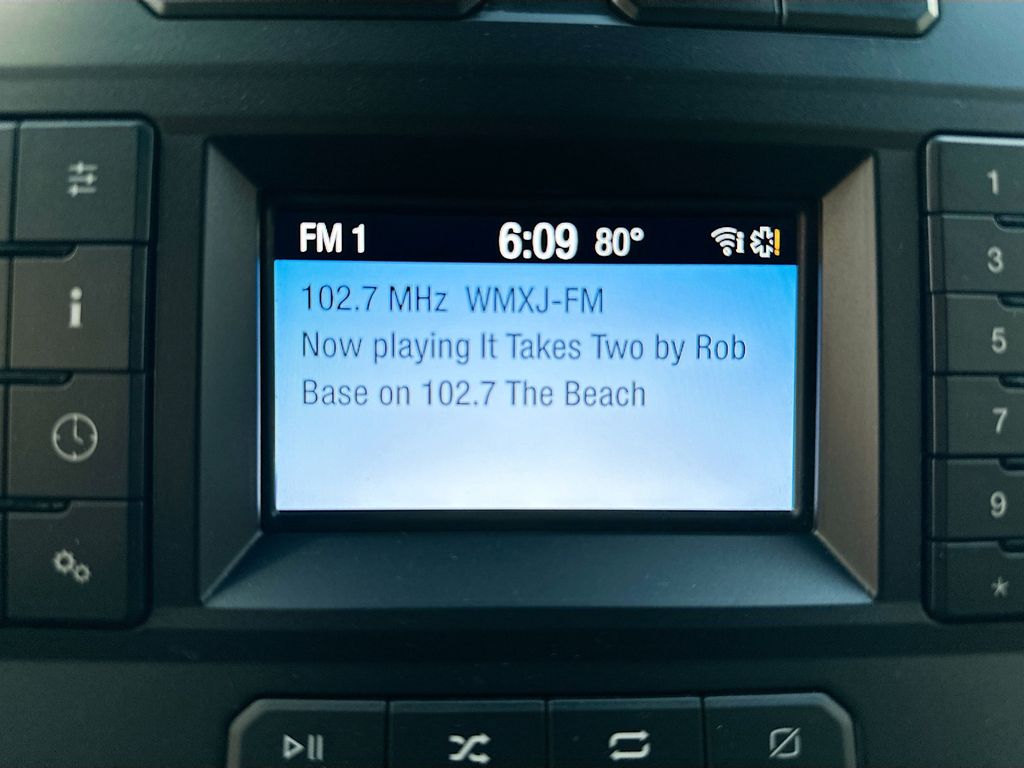 FM 1 6:09 80°
102.7 MHz WMXJ-FM
Now playing It Takes Two by Rob
Base on 102.7 The Beach
1
3
5
7
9
*